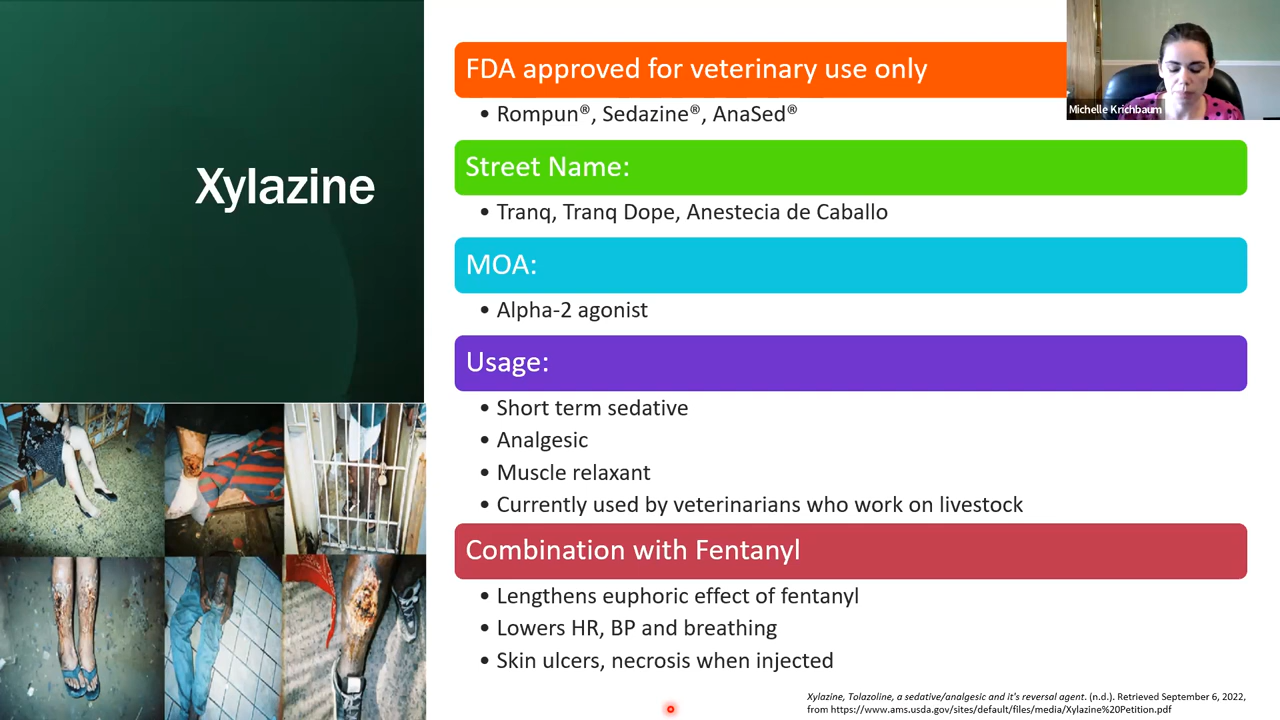 Xylazine
FDA approved for veterinary use only
• Rompun®, Sedazine®, AnaSed®
Street Name:
• Tranq, Tranq Dope, Anestecia de Caballo
MOA:
• Alpha-2 agonist
Usage:
• Short term sedative
• Analgesic
• Muscle relaxant
• Currently used by veterinarians who work on livestock
Combination with Fentanyl
• Lengthens euphoric effect of fentanyl
• Lowers HR, BP and breathing
• Skin ulcers, necrosis when injected
Xylazine, Tolazoline, a sedative/analgesic and it's reversal agent. (n.d.). Retrieved September 6, 2022,
from https://www.ams.usda.gov/sites/default/files/media/Xylazine%20Petition.pdf
Michelle Krichbaum